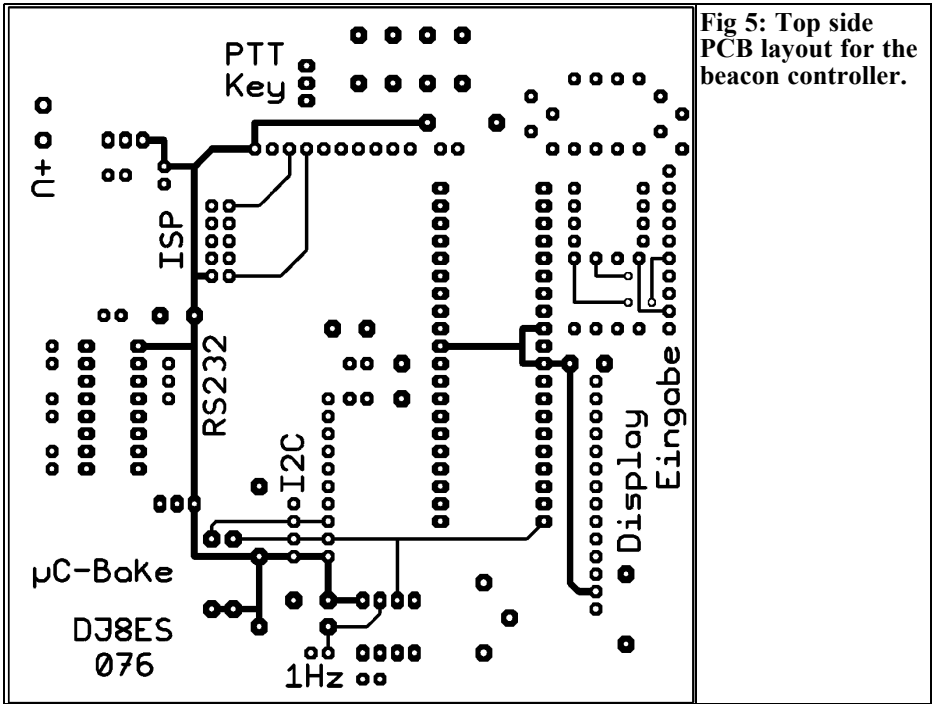 Fig 5: Top side
PCB layout for the
beacon controller.
PTT
Key
U+
ISP
RS232
I2C
Display
Eingabe
µC-Bake
DJ8ES
076
1Hz